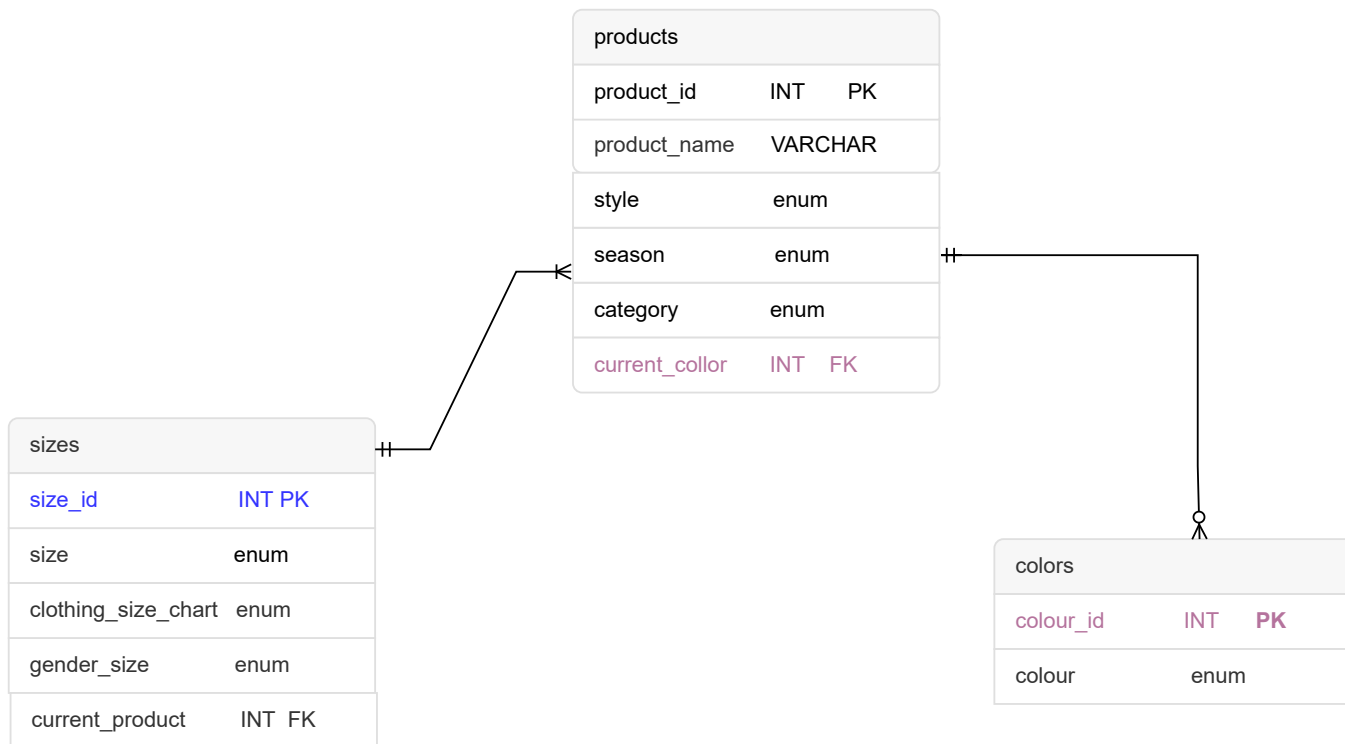 products
product_id INT PK
product_name VARCHAR
style enum
season enum
category enum
current_collor INT FK
sizes
size_id INT PK
size enum
clothing_size_chart enum
gender_size enum
current_product INT FK
colors
colour_id INT PK
colour enum